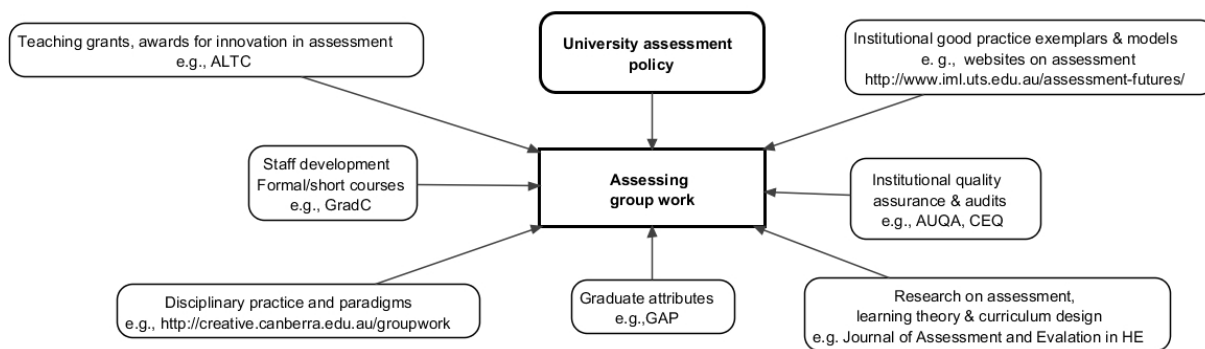 Teaching grants, awards for innovation in assessment
e.g., ALTC
University assessment
policy
Institutional good practice exemplars & models
e. g., websites on assessment
http://www.iml.uts.edu.au/assessment-futures/
Staff development
Formal/short courses
e.g., GradC
Assessing
group work
Institutional quality
assurance & audits
e.g., AUQA, CEQ
Disciplinary practice and paradigms
e.g., http://creative.canberra.edu.au/groupwork
Graduate attributes
e.g.,GAP
Research on assessment,
learning theory & curriculum design
e.g. Journal of Assessment and Evalation in HE